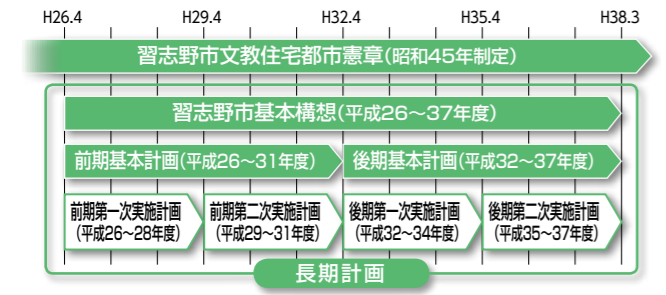 H26.4 H29.4 H32.4 H35.4 H38.3
習志野市文教住宅都市憲章(昭和45年制定)
習志野市基本構想(平成26～37年度)
前期基本計画(平成26～31年度) 後期基本計画(平成32～37年度)
前期第一次実施計画 前期第二次実施計画 後期第一次実施計画 後期第二次実施計画
(平成26～28年度) (平成29～31年度) (平成32～34年度) (平成35～37年度)
長期計画